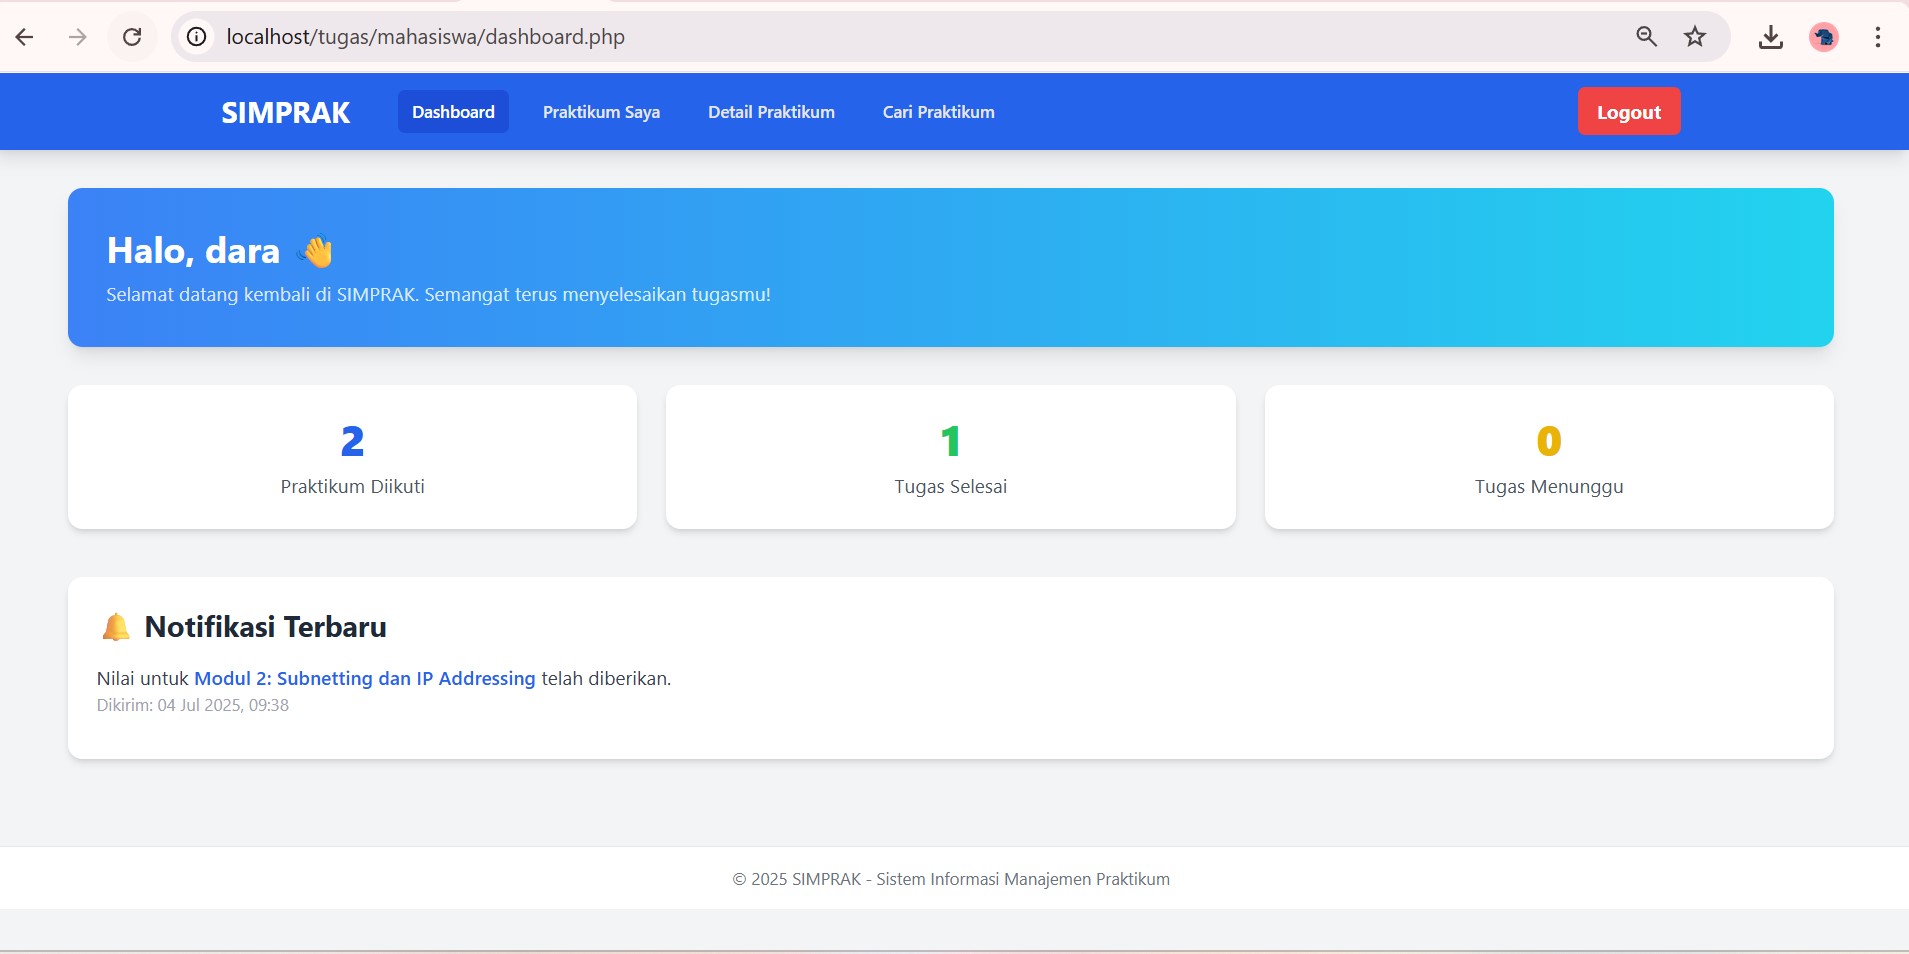 localhost/tugas/mahasiswa/dashboard.php
SIMPRAK Dashboard Praktikum Saya Detail Praktikum Cari Praktikum Logout
Halo, dara 👋
Selamat datang kembali di SIMPRAK. Semangat terus menyelesaikan tugasmu!
2
Praktikum Diikuti
1
Tugas Selesai
0
Tugas Menunggu
🔔 Notifikasi Terbaru
Nilai untuk Modul 2: Subnetting dan IP Addressing telah diberikan.
Dikirim: 04 Jul 2025, 09:38
© 2025 SIMPRAK - Sistem Informasi Manajemen Praktikum